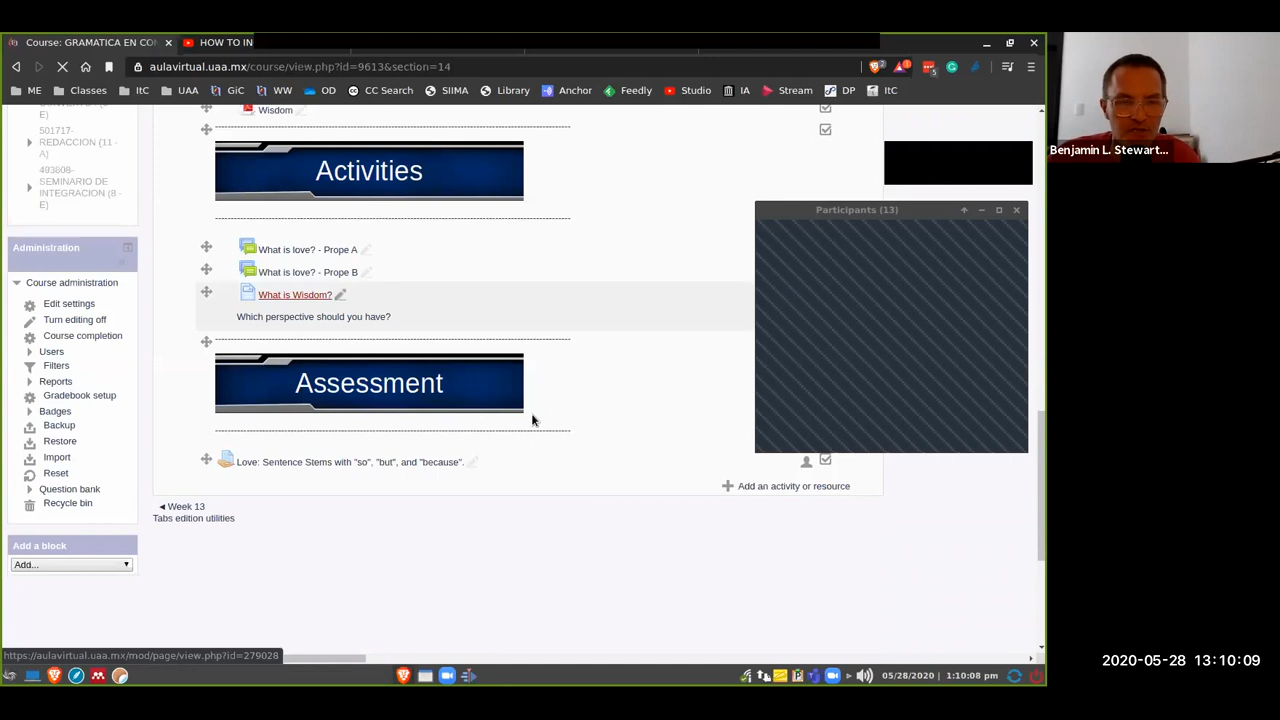 Course: GRAMATICA EN CON
HOW TO IN
aulavirtual.uaa.mx/course/view.php?id=9613&section=14
2
1
ME
Classes
ItC
UAA
GiC
WW
OD
CC Search
SIIMA
Library
Anchor
Feedly
Studio
IA
Stream
DP
ItC
5
E)
501717-
REDACCION (11 -
A)
493808-
SEMINARIO DE
INTEGRACION (8 -
E)
Wisdom
Activities
What is love? - Prope A
What is love? - Prope B
What is Wisdom?
Which perspective should you have?
Assessment
Love: Sentence Stems with "so", "but", and "because".
Add an activity or resource
◄ Week 13
Tabs edition utilities
Administration
Course administration
Edit settings
Turn editing off
Course completion
Users
Filters
Reports
Gradebook setup
Badges
Backup
Restore
Import
Reset
Question bank
Recycle bin
Add a block
Add...
Participants (13)
Benjamin L. Stewart...
https://aulavirtual.uaa.mx/mod/page/view.php?id=279028
05/28/2020
1:10:08 pm
2020-05-28 13:10:09